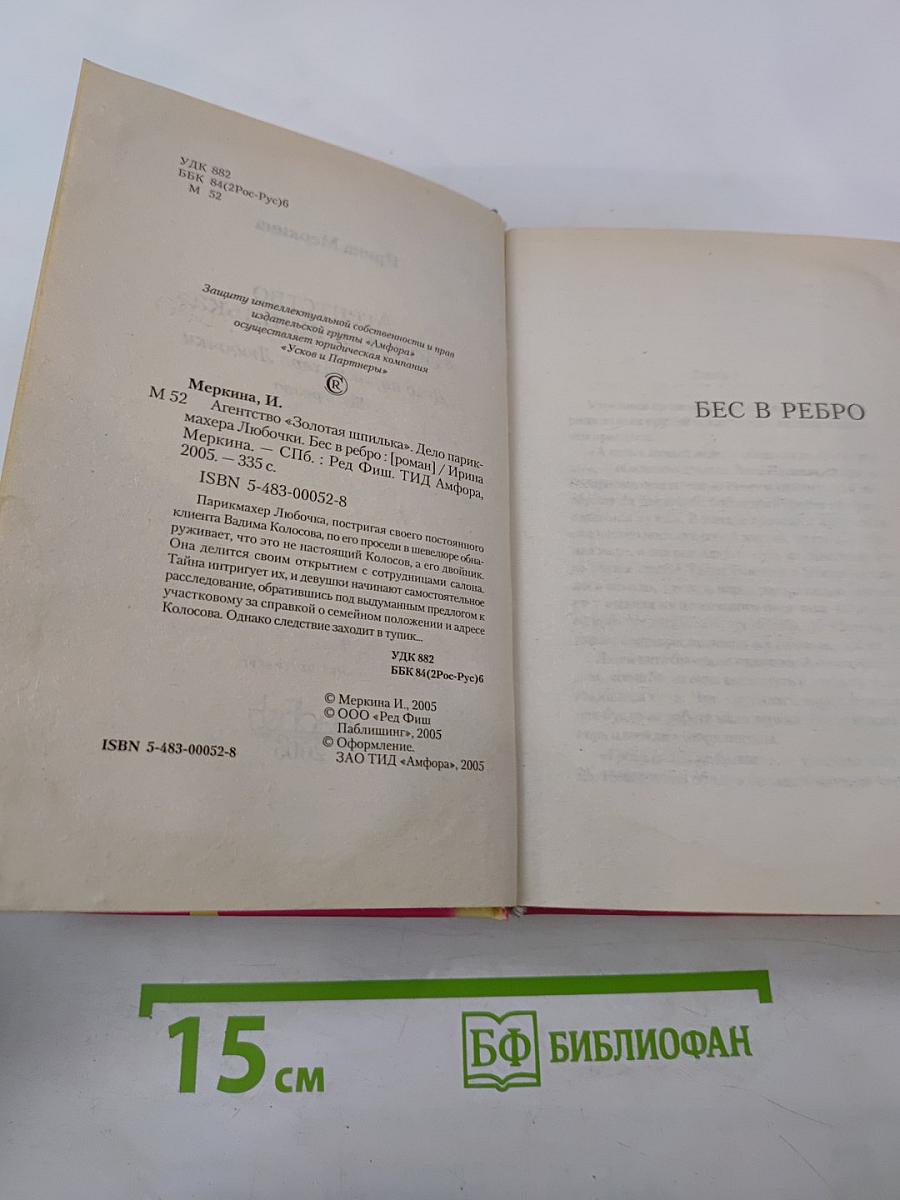 УДК 882
ББК 84(2Рос-Рус)6
М 52
Защиту интеллектуальной собственности и прав
издательской группы «Амфора»
осуществляет юридическая компания
«Усков и Партнеры»
R
Меркина, И.
М 52 Агентство «Золотая шпилька». Дело парик-
махера Любочки. Бес в ребро : [роман] / Ирина
Меркина. — СПб. : Ред Фиш. ТИД Амфора,
2005. — 335 с.
ISBN 5-483-00052-8
Парикмахер Любочка, постригая своего постоянного
клиента Вадима Колосова, по его проседи в шевелюре обна-
руживает, что это не настоящий Колосов, а его двойник.
Она делится своим открытием с сотрудницами салона.
Тайна интригует их, и девушки начинают самостоятельное
расследование, обратившись под выдуманным предлогом к
участковому за справкой о семейном положении и адресе
Колосова. Однако следствие заходит в тупик...
УДК 882
ББК 84(2Рос-Рус)6
© Меркина И., 2005
© ООО «Ред Фиш
Паблишинг», 2005
© Оформление.
ЗАО ТИД «Амфора», 2005
ISBN 5-483-00052-8
БЕС В РЕБРО
15 см
БФ БИБЛИОФАН